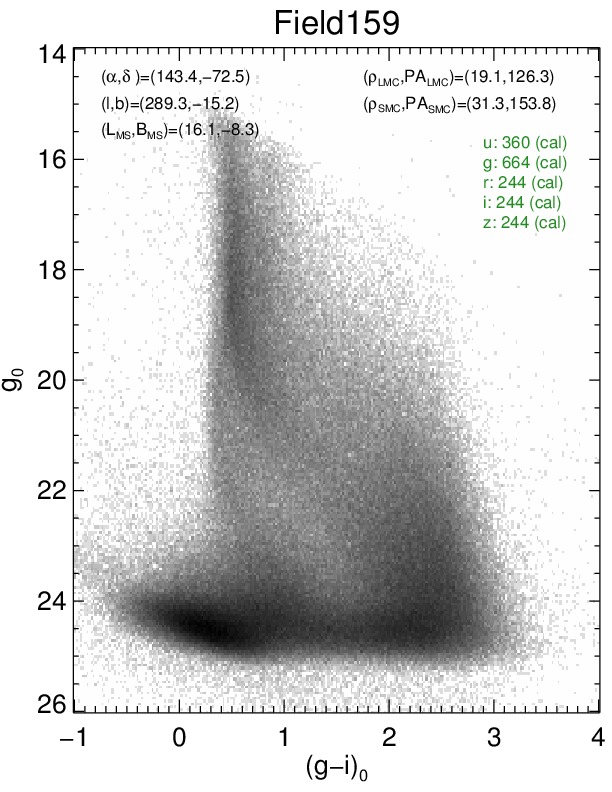 Field159
(α,δ)=(143.4,−72.5)
(l,b)=(289.3,−15.2)
(LMS,BMS)=(16.1,−8.3)
(ρLMC,PALMC)=(19.1,126.3)
(ρSMC,PASMC)=(31.3,153.8)
u: 360 (cal)
g: 664 (cal)
r: 244 (cal)
i: 244 (cal)
z: 244 (cal)
14
16
18
20
22
24
26
g0
−1 0 1 2 3 4
(g−i)0